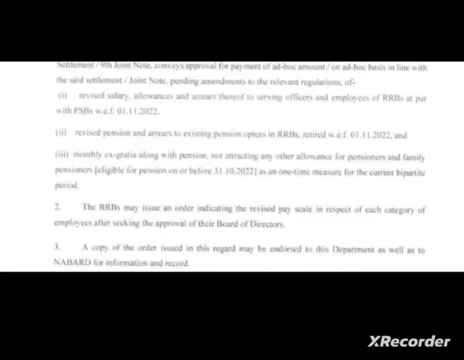 Settlement / 9th Joint Note, conveys approval for payment of ad-hoc amount / on ad-hoc basis in line with
the said settlement / Joint Note, pending amendments to the relevant regulations, of-
(i) revised salary, allowances and arrears thereof to serving officers and employees of RRBs at par
with PSBs w.e.f. 01.11.2022.
(ii) revised pension and arrears to existing pension optees in RRBs, retired w.e.f. 01.11.2022, and
(iii) monthly ex-gratia along with pension, not attracting any other allowance for pensioners and family
pensioners [eligible for pension on or before 31.10.2022] as an one-time measure for the current bipartite
period.
2. The RRBs may issue an order indicating the revised pay scale in respect of each category of
employees after seeking the approval of their Board of Directors.
3. A copy of the order issued in this regard may be endorsed to this Department as well as to
NABARD for information and record.
XRecorder